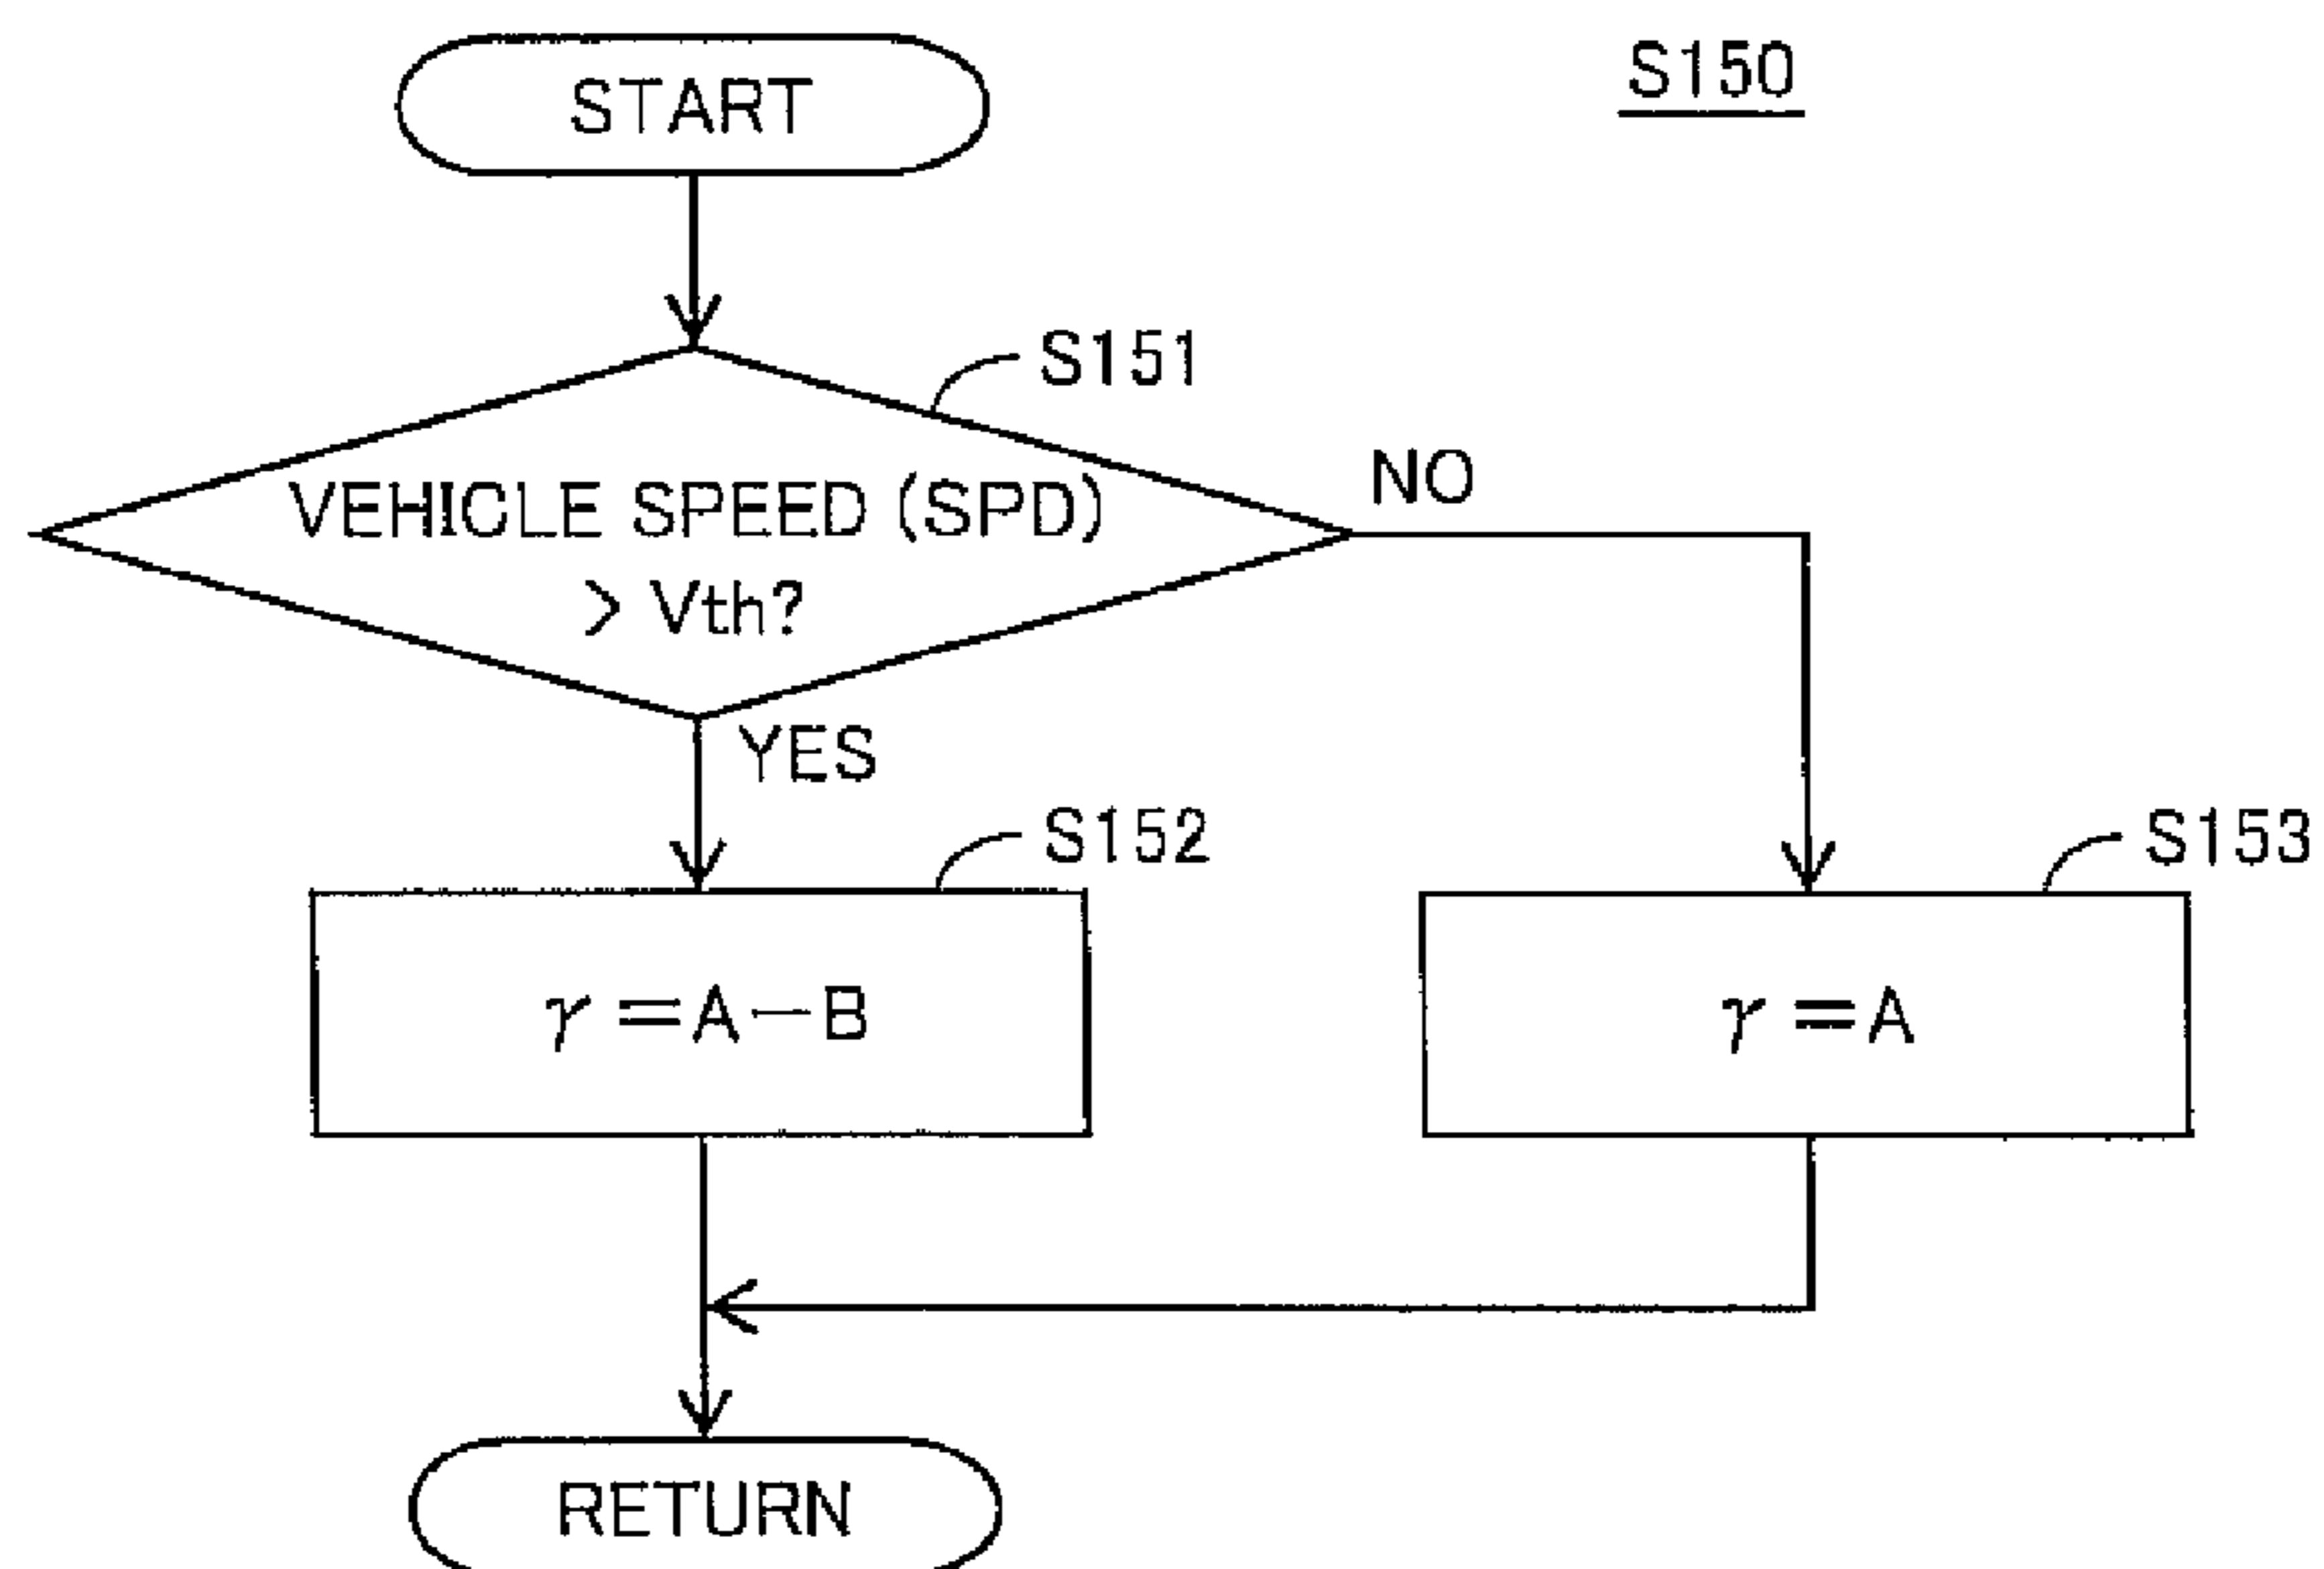 START
S150
S151
VEHICLE SPEED (SPD)
> Vth?
NO
YES
S152
S153
γ=A-B
γ=A
RETURN